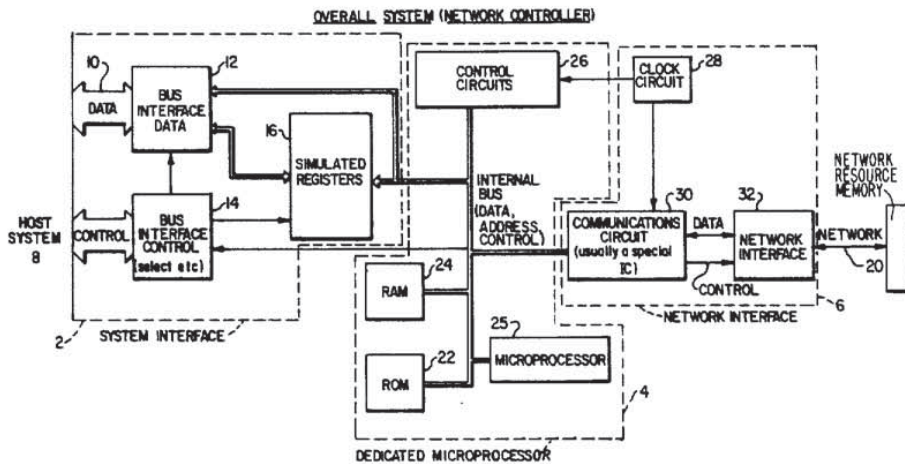 OVERALL SYSTEM (NETWORK CONTROLLER)
10
12
DATA
BUS
INTERFACE
DATA
16
SIMULATED
REGISTERS
HOST
SYSTEM
8
CONTROL
14
BUS
INTERFACE
CONTROL
(select etc)
2
SYSTEM INTERFACE
CONTROL
CIRCUITS
26
INTERNAL
BUS
(DATA,
ADDRESS,
CONTROL)
24
RAM
22
ROM
25
MICROPROCESSOR
4
DEDICATED MICROPROCESSOR
CLOCK
CIRCUIT
28
30
COMMUNICATIONS
CIRCUIT
(usually a special
IC)
DATA
CONTROL
32
NETWORK
INTERFACE
NETWORK
20
NETWORK
RESOURCE
MEMORY
6
NETWORK INTERFACE